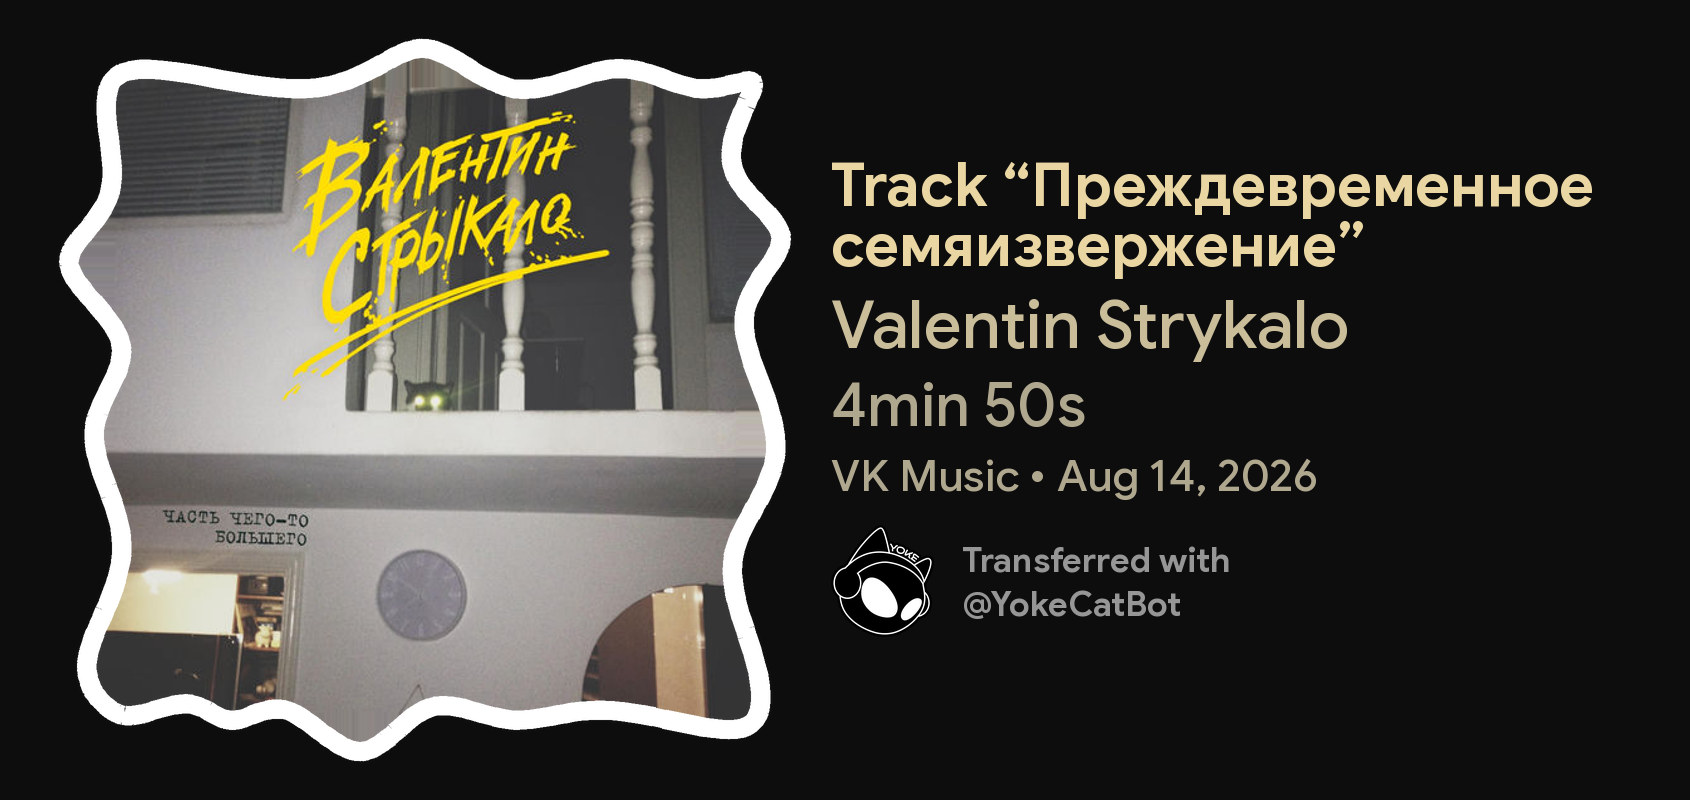 ВАЛЕНТИН
СТРЫКАЛО
ЧАСТЬ ЧЕГО-ТО
БОЛЬШЕГО
Track “Преждевременное
семяизвержение”
Valentin Strykalo
4min 50s
VK Music • Aug 14, 2026
YOKE
Transferred with
@YokeCatBot